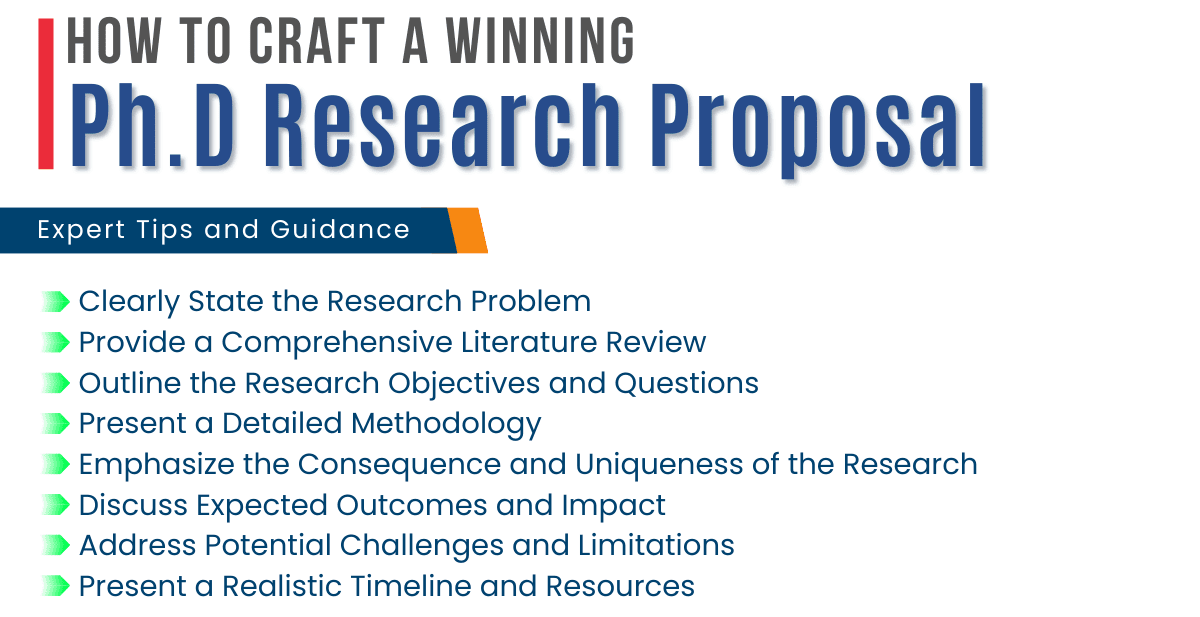 HOW TO CRAFT A WINNING
Ph.D Research Proposal
Expert Tips and Guidance
Clearly State the Research Problem
Provide a Comprehensive Literature Review
Outline the Research Objectives and Questions
Present a Detailed Methodology
Emphasize the Consequence and Uniqueness of the Research
Discuss Expected Outcomes and Impact
Address Potential Challenges and Limitations
Present a Realistic Timeline and Resources